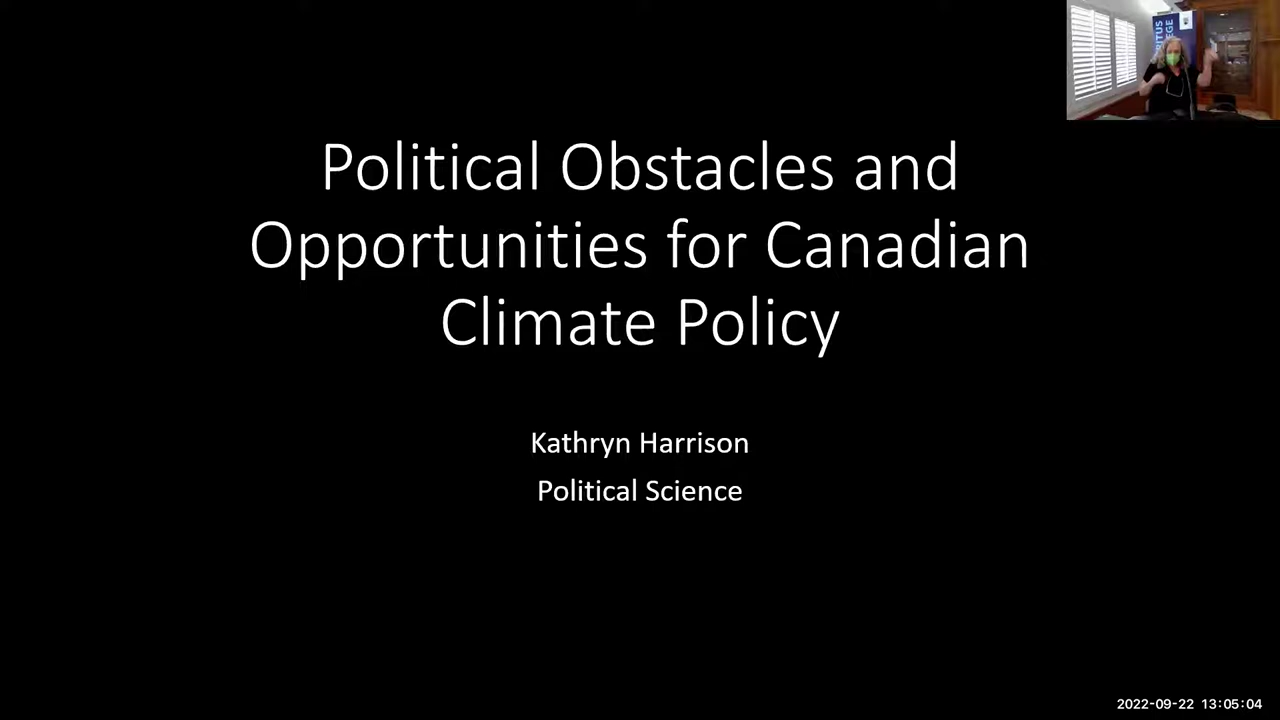 Political Obstacles and
Opportunities for Canadian
Climate Policy
Kathryn Harrison
Political Science
2022-09-22 13:05:04